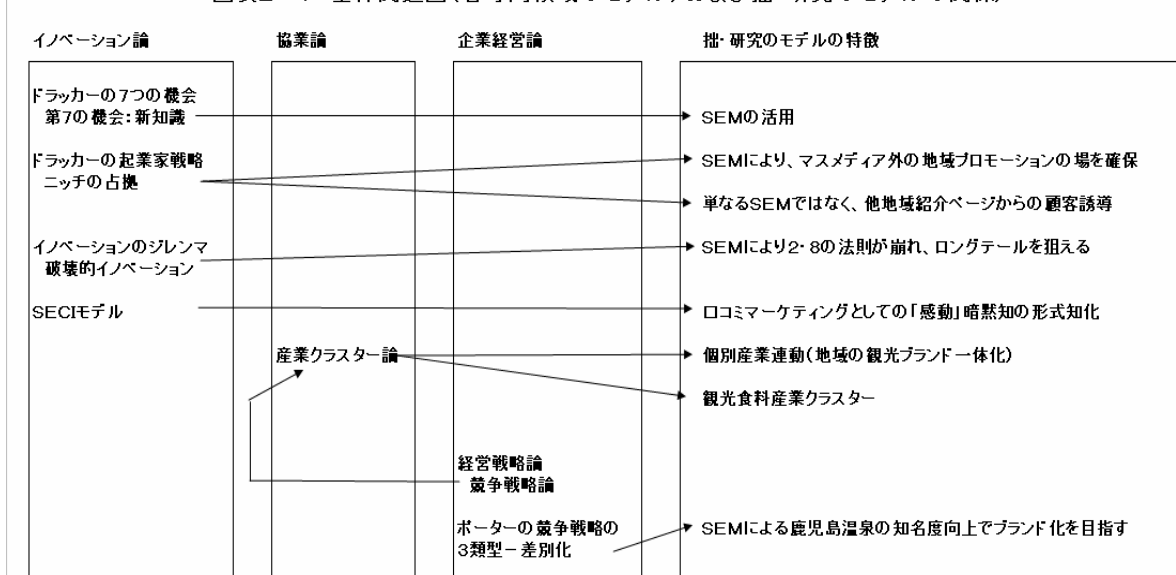 イノベーション論
協業論
企業経営論
拙・研究のモデルの特徴
ドラッカーの7つの機会
第7の機会:新知識
SEMの活用
ドラッカーの起業家戦略
ニッチの占拠
SEMにより、マスメディア外の地域プロモーションの場を確保
単なるSEMではなく、他地域紹介ページからの顧客誘導
イノベーションのジレンマ
破壊的イノベーション
SEMにより2・8の法則が崩れ、ロングテールを狙える
SECIモデル
口コミマーケティングとしての「感動」暗黙知の形式知化
産業クラスター論
個別産業連動(地域の観光ブランド一体化)
観光食料産業クラスター
経営戦略論
競争戦略論
ポーターの競争戦略の
3類型-差別化
SEMによる鹿児島温泉の知名度向上でブランド化を目指す